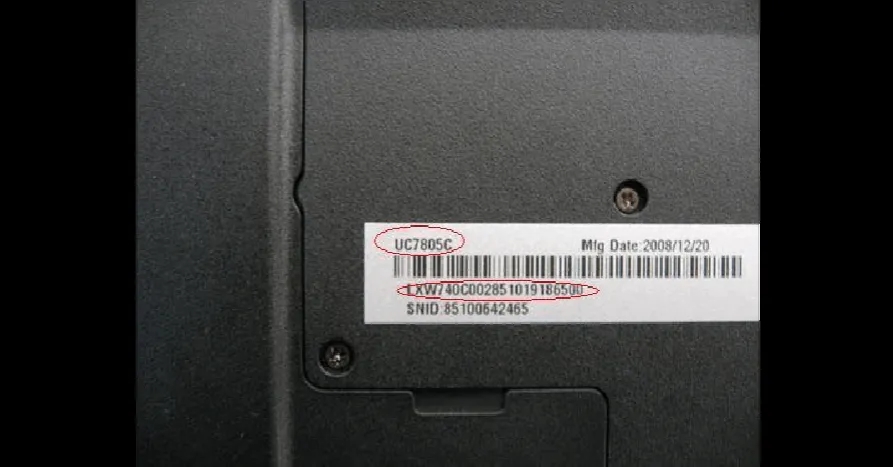 UC7805C Mfg Date:2008/12/20
LXW740C002851019186500
SNID:85100642465